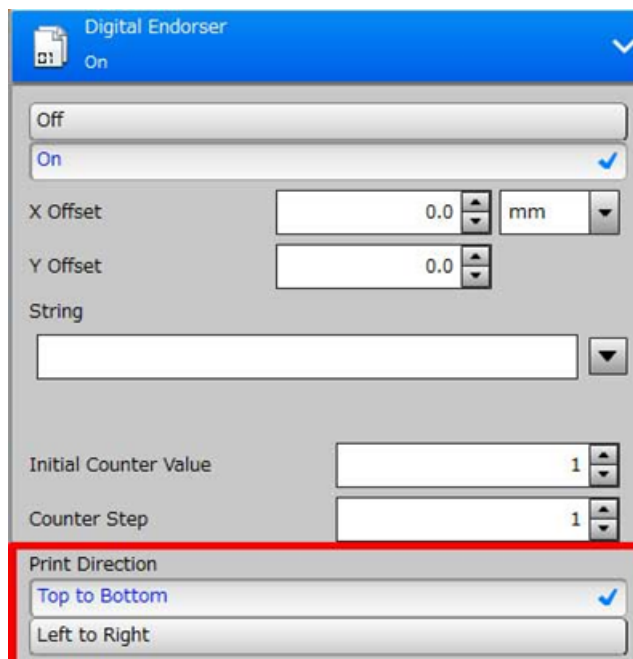 Digital Endorser
01
On
Off
On
X Offset 0.0 mm
Y Offset 0.0
String
Initial Counter Value 1
Counter Step 1
Print Direction
Top to Bottom
Left to Right